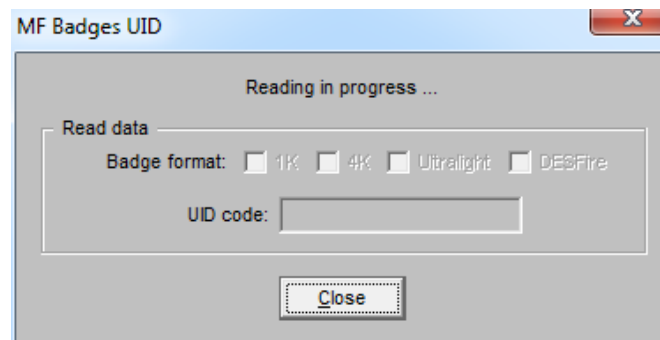 MF Badges UID
Reading in progress ...
Read data
Badge format: 1K 4K Ultralight DESFire
UID code:
Close